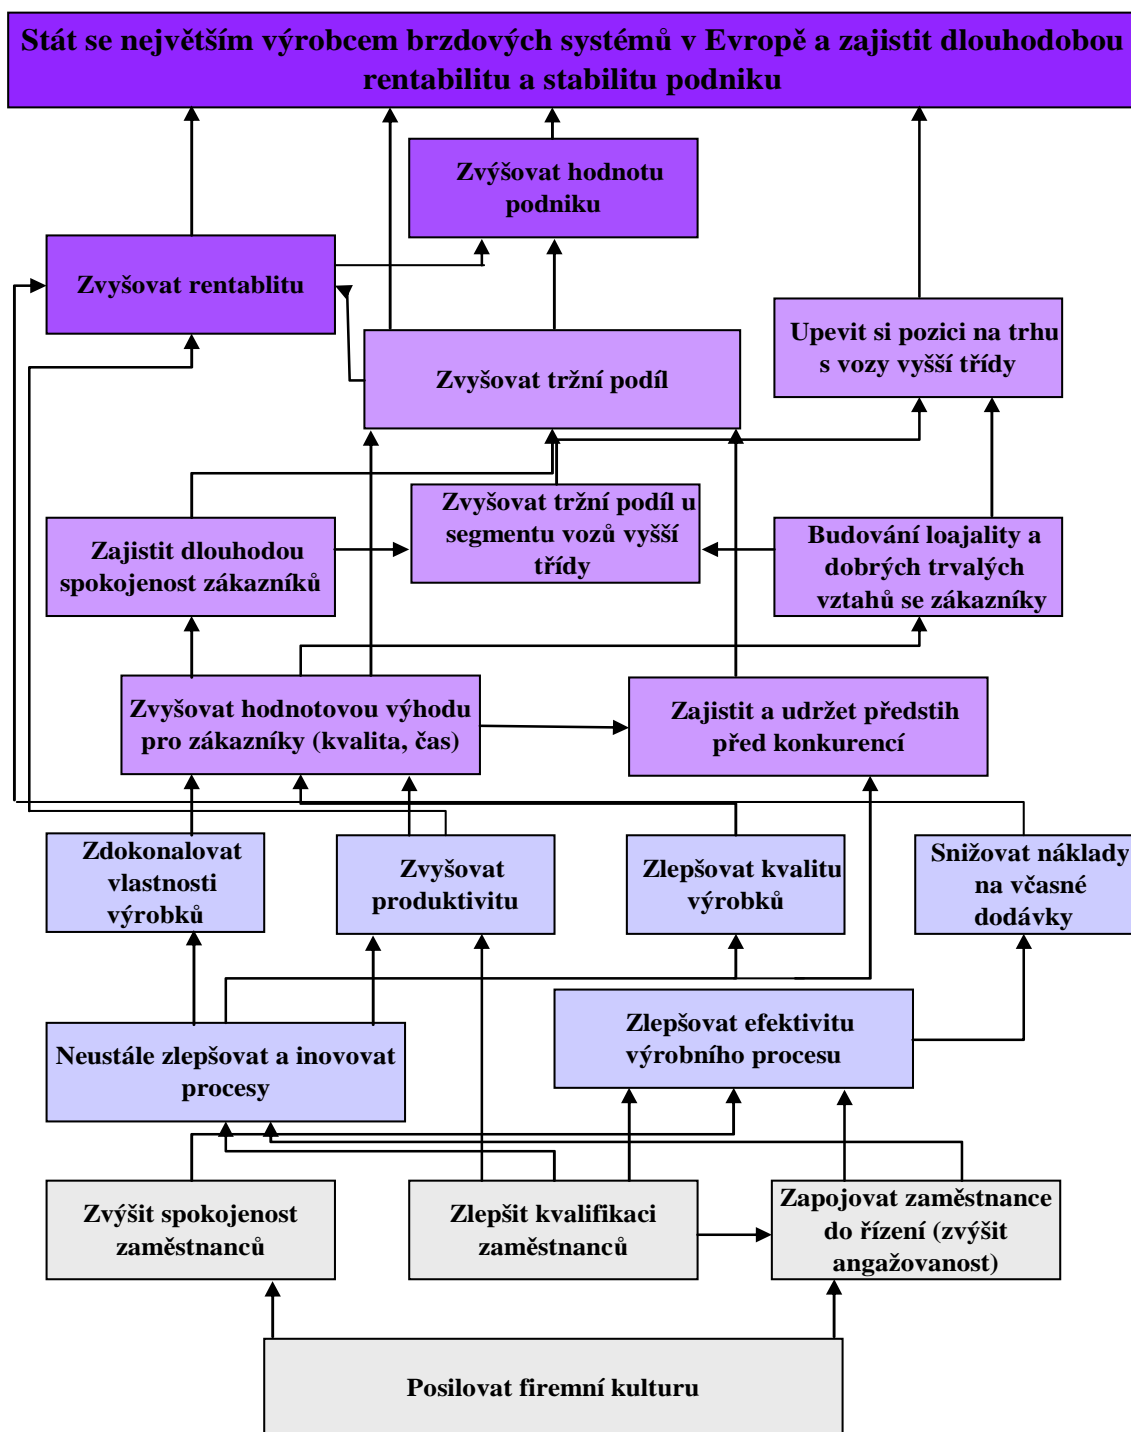 Stát se největším výrobcem brzdových systémů v Evropě a zajistit dlouhodobou
rentabilitu a stabilitu podniku
Zvýšovat hodnotu
podniku
Zvyšovat rentablitu
Upevit si pozici na trhu
s vozy vyšší třídy
Zvyšovat tržní podíl
Zvyšovat tržní podíl u
segmentu vozů vyšší
třídy
Zajistit dlouhodou
spokojenost zákazníků
Budování loajality a
dobrých trvalých
vztahů se zákazníky
Zvyšovat hodnotovou výhodu
pro zákazníky (kvalita, čas)
Zajistit a udržet předstih
před konkurencí
Zdokonalovat
vlastnosti
výrobků
Zvyšovat
produktivitu
Zlepšovat kvalitu
výrobků
Snižovat náklady
na včasné
dodávky
Neustále zlepšovat a inovovat
procesy
Zlepšovat efektivitu
výrobního procesu
Zvýšit spokojenost
zaměstnanců
Zlepšit kvalifikaci
zaměstnanců
Zapojovat zaměstnance
do řízení (zvýšit
angažovanost)
Posilovat firemní kulturu